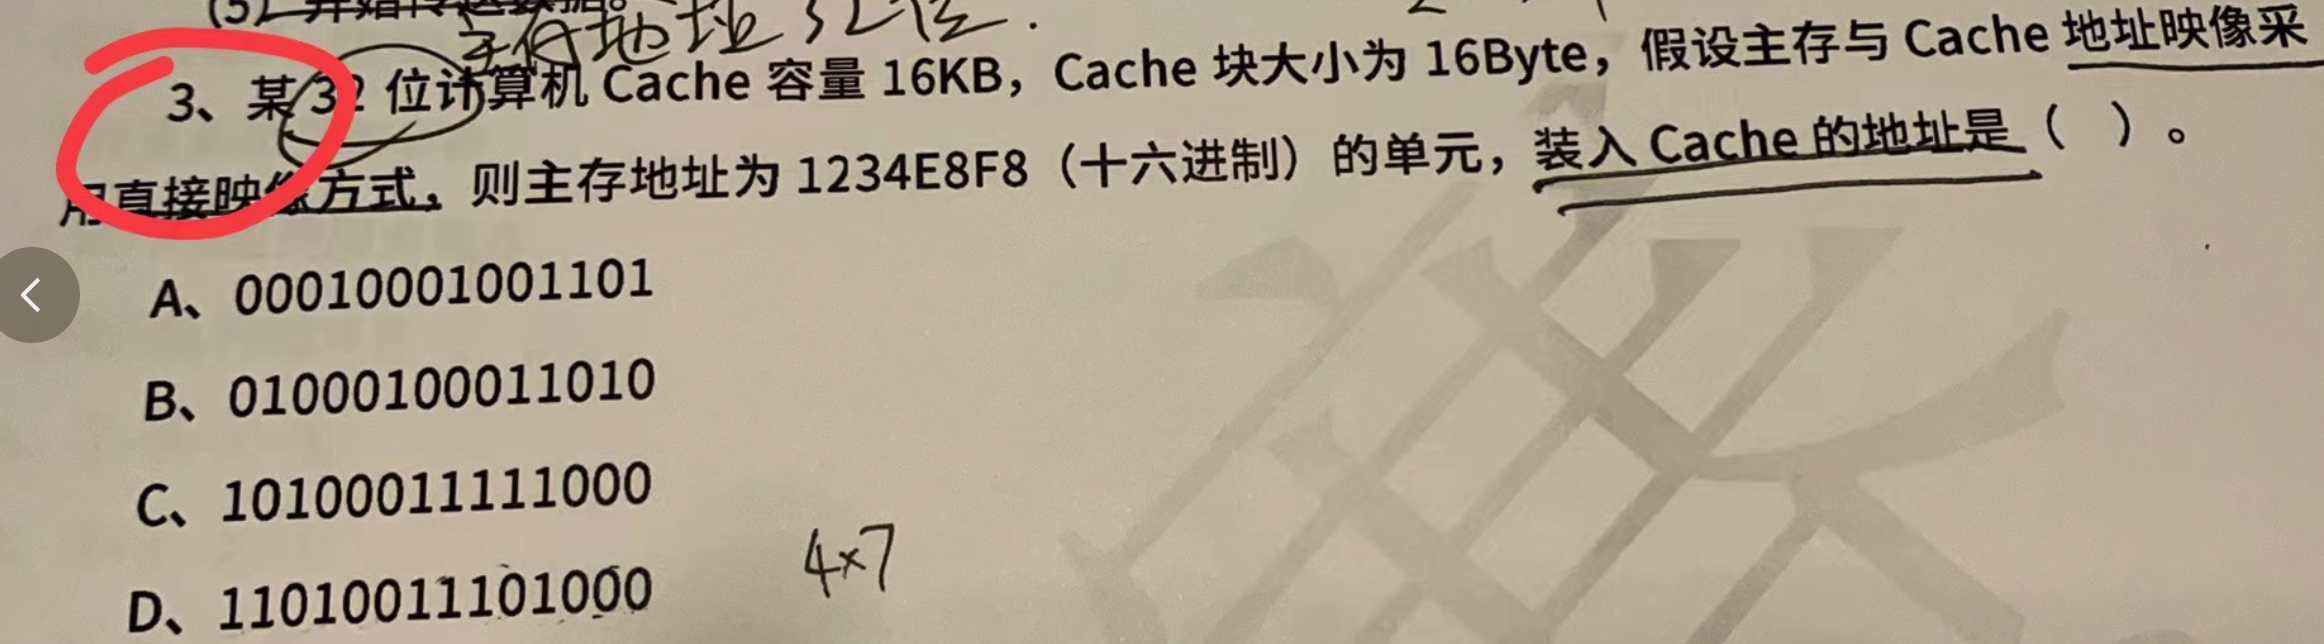 (5) 开始传送数据。
字存地址32位.
3、某 32 位计算机 Cache 容量 16KB，Cache 块大小为 16Byte，假设主存与 Cache 地址映像采
用直接映像方式，则主存地址为 1234E8F8（十六进制）的单元，装入 Cache 的地址是（ ）。
A、00010001001101
B、01000100011010
C、10100011111000
D、11010011101000
4×7